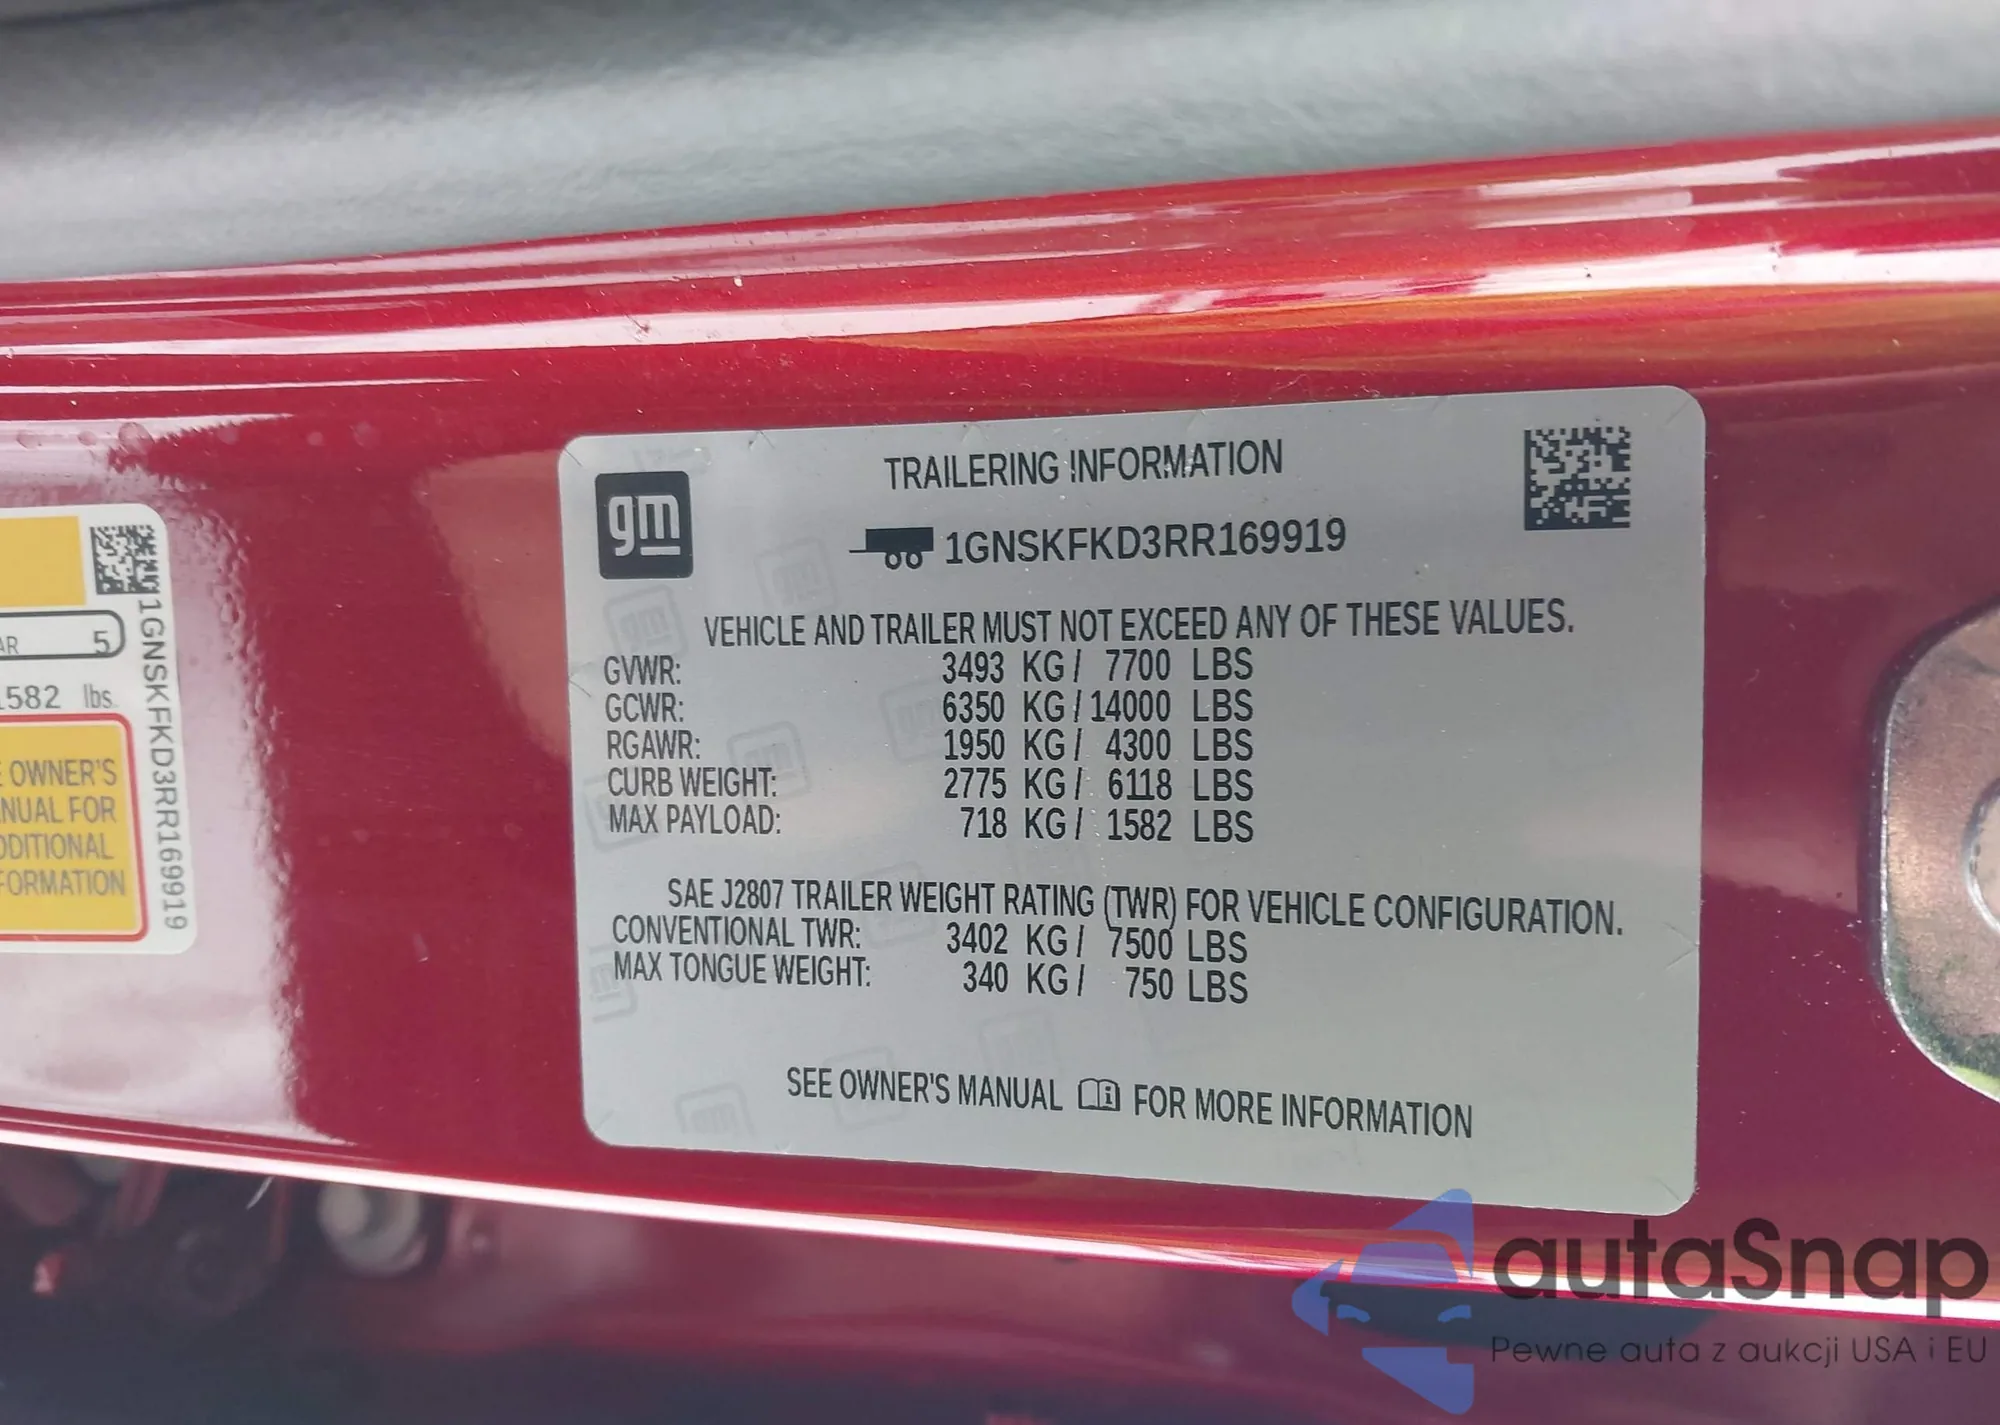 gm
TRAILERING INFORMATION
1GNSKFKD3RR169919
VEHICLE AND TRAILER MUST NOT EXCEED ANY OF THESE VALUES.
GVWR: 3493 KG / 7700 LBS
GCWR: 6350 KG / 14000 LBS
RGAWR: 1950 KG / 4300 LBS
CURB WEIGHT: 2775 KG / 6118 LBS
MAX PAYLOAD: 718 KG / 1582 LBS
SAE J2807 TRAILER WEIGHT RATING (TWR) FOR VEHICLE CONFIGURATION.
CONVENTIONAL TWR: 3402 KG / 7500 LBS
MAX TONGUE WEIGHT: 340 KG / 750 LBS
SEE OWNER'S MANUAL FOR MORE INFORMATION
AR 5
1582 lbs.
OWNER'S
NUAL FOR
DDITIONAL
FORMATION
1GNSKFKD3RR169919
autaSnap
Pewne auta z aukcji USA i EU